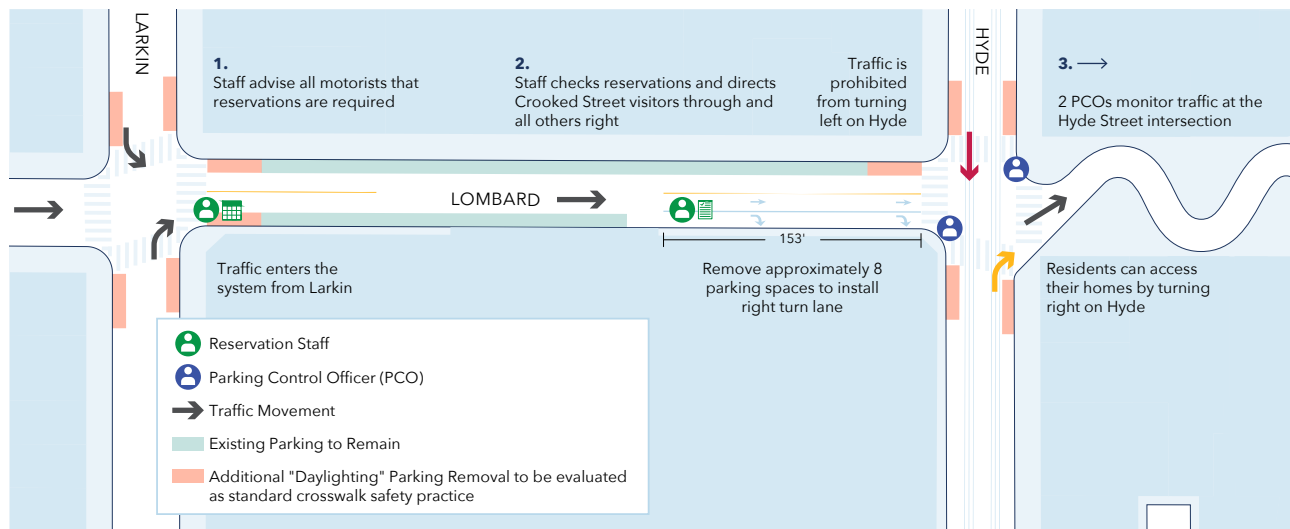 LARKIN
HYDE
1.
Staff advise all motorists that
reservations are required
2.
Staff checks reservations and directs
Crooked Street visitors through and
all others right
Traffic is
prohibited
from turning
left on Hyde
3.
2 PCOs monitor traffic at the
Hyde Street intersection
LOMBARD
153'
Traffic enters the
system from Larkin
Remove approximately 8
parking spaces to install
right turn lane
Residents can access
their homes by turning
right on Hyde
Reservation Staff
Parking Control Officer (PCO)
Traffic Movement
Existing Parking to Remain
Additional "Daylighting" Parking Removal to be evaluated
as standard crosswalk safety practice